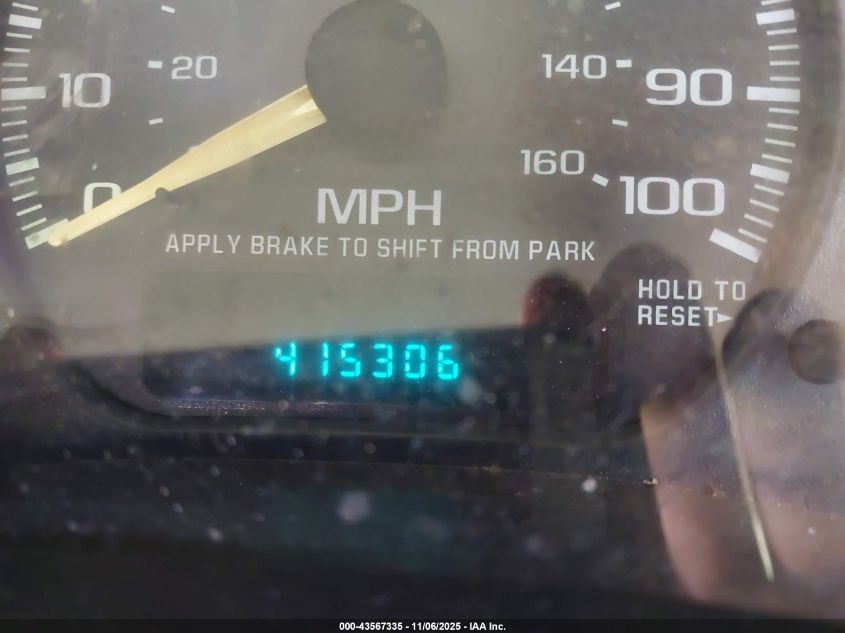 20
140
10
90
160
0
100
MPH
APPLY BRAKE TO SHIFT FROM PARK
HOLD TO
RESET
415306
000-43567335 - 11/06/2025 - IAA Inc.